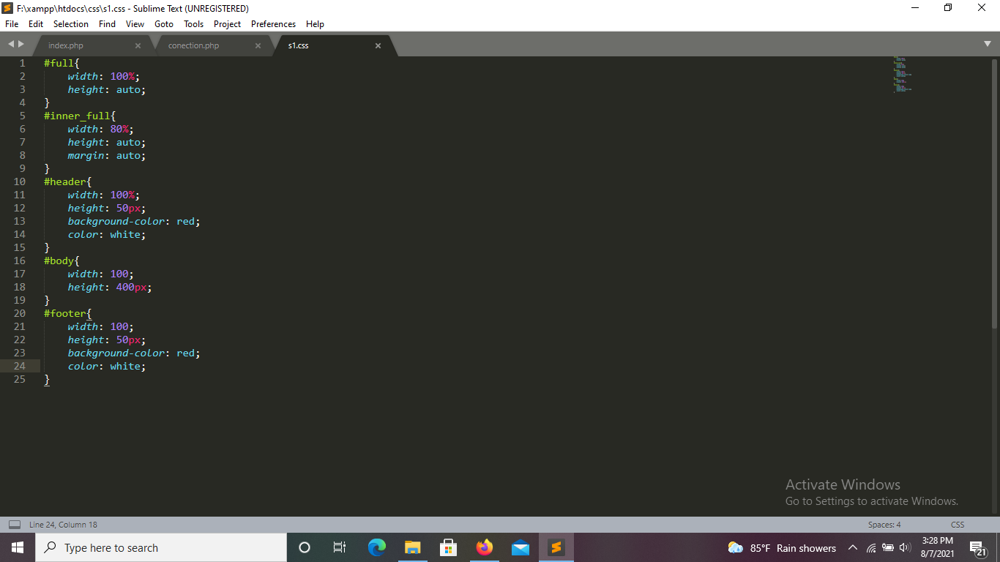 F:\xampp\htdocs\css\s1.css - Sublime Text (UNREGISTERED)
File Edit Selection Find View Goto Tools Project Preferences Help
index.php conection.php s1.css
1 #full{
2 width: 100%;
3 height: auto;
4 }
5 #inner_full{
6 width: 80%;
7 height: auto;
8 margin: auto;
9 }
10 #header{
11 width: 100%;
12 height: 50px;
13 background-color: red;
14 color: white;
15 }
16 #body{
17 width: 100;
18 height: 400px;
19 }
20 #footer{
21 width: 100;
22 height: 50px;
23 background-color: red;
24 color: white;
25 }
Activate Windows
Go to Settings to activate Windows.
Line 24, Column 18 Spaces: 4 CSS
Type here to search 85°F Rain showers 3:28 PM
8/7/2021 21